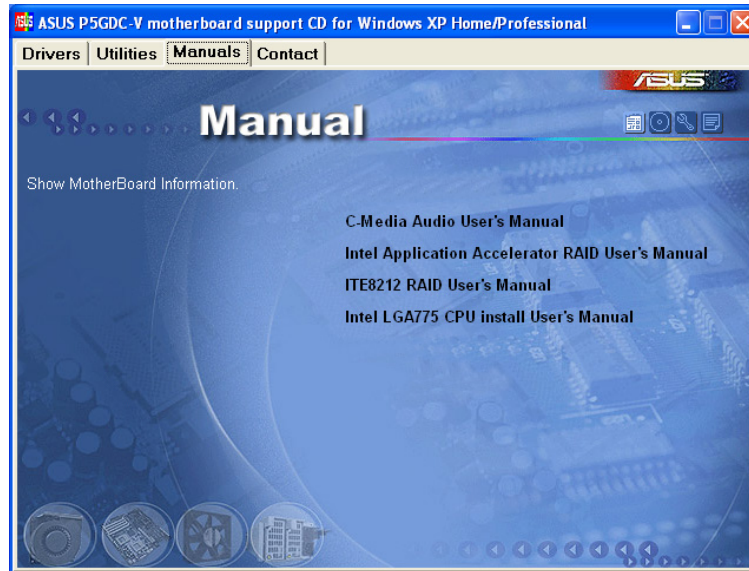 ASUS P5GDC-V motherboard support CD for Windows XP Home/Professional
Drivers Utilities Manuals Contact
ASUS
Manual
Show MotherBoard Information.
C-Media Audio User's Manual
Intel Application Accelerator RAID User's Manual
ITE8212 RAID User's Manual
Intel LGA775 CPU install User's Manual